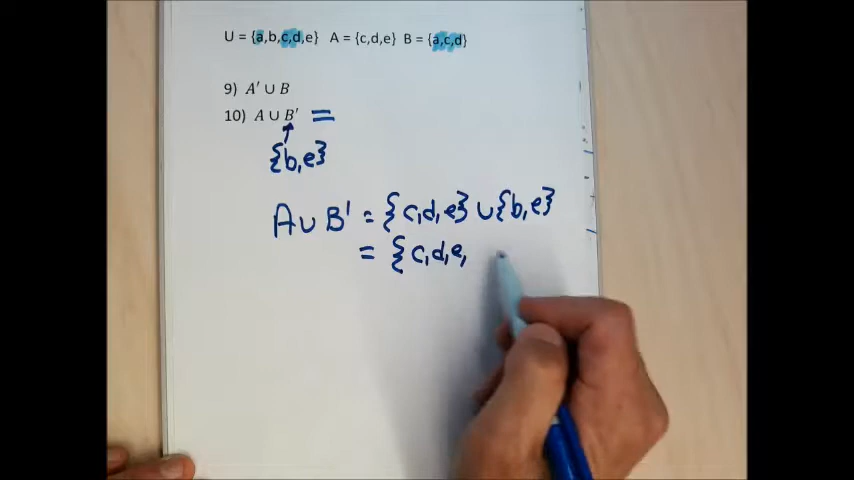 U = {a,b,c,d,e} A = {c,d,e} B = {a,c,d}
9) A′ ∪ B
10) A ∪ B′ =
{b,e}
A ∪ B' = {c,d,e} ∪ {b,e}
= {c,d,e,